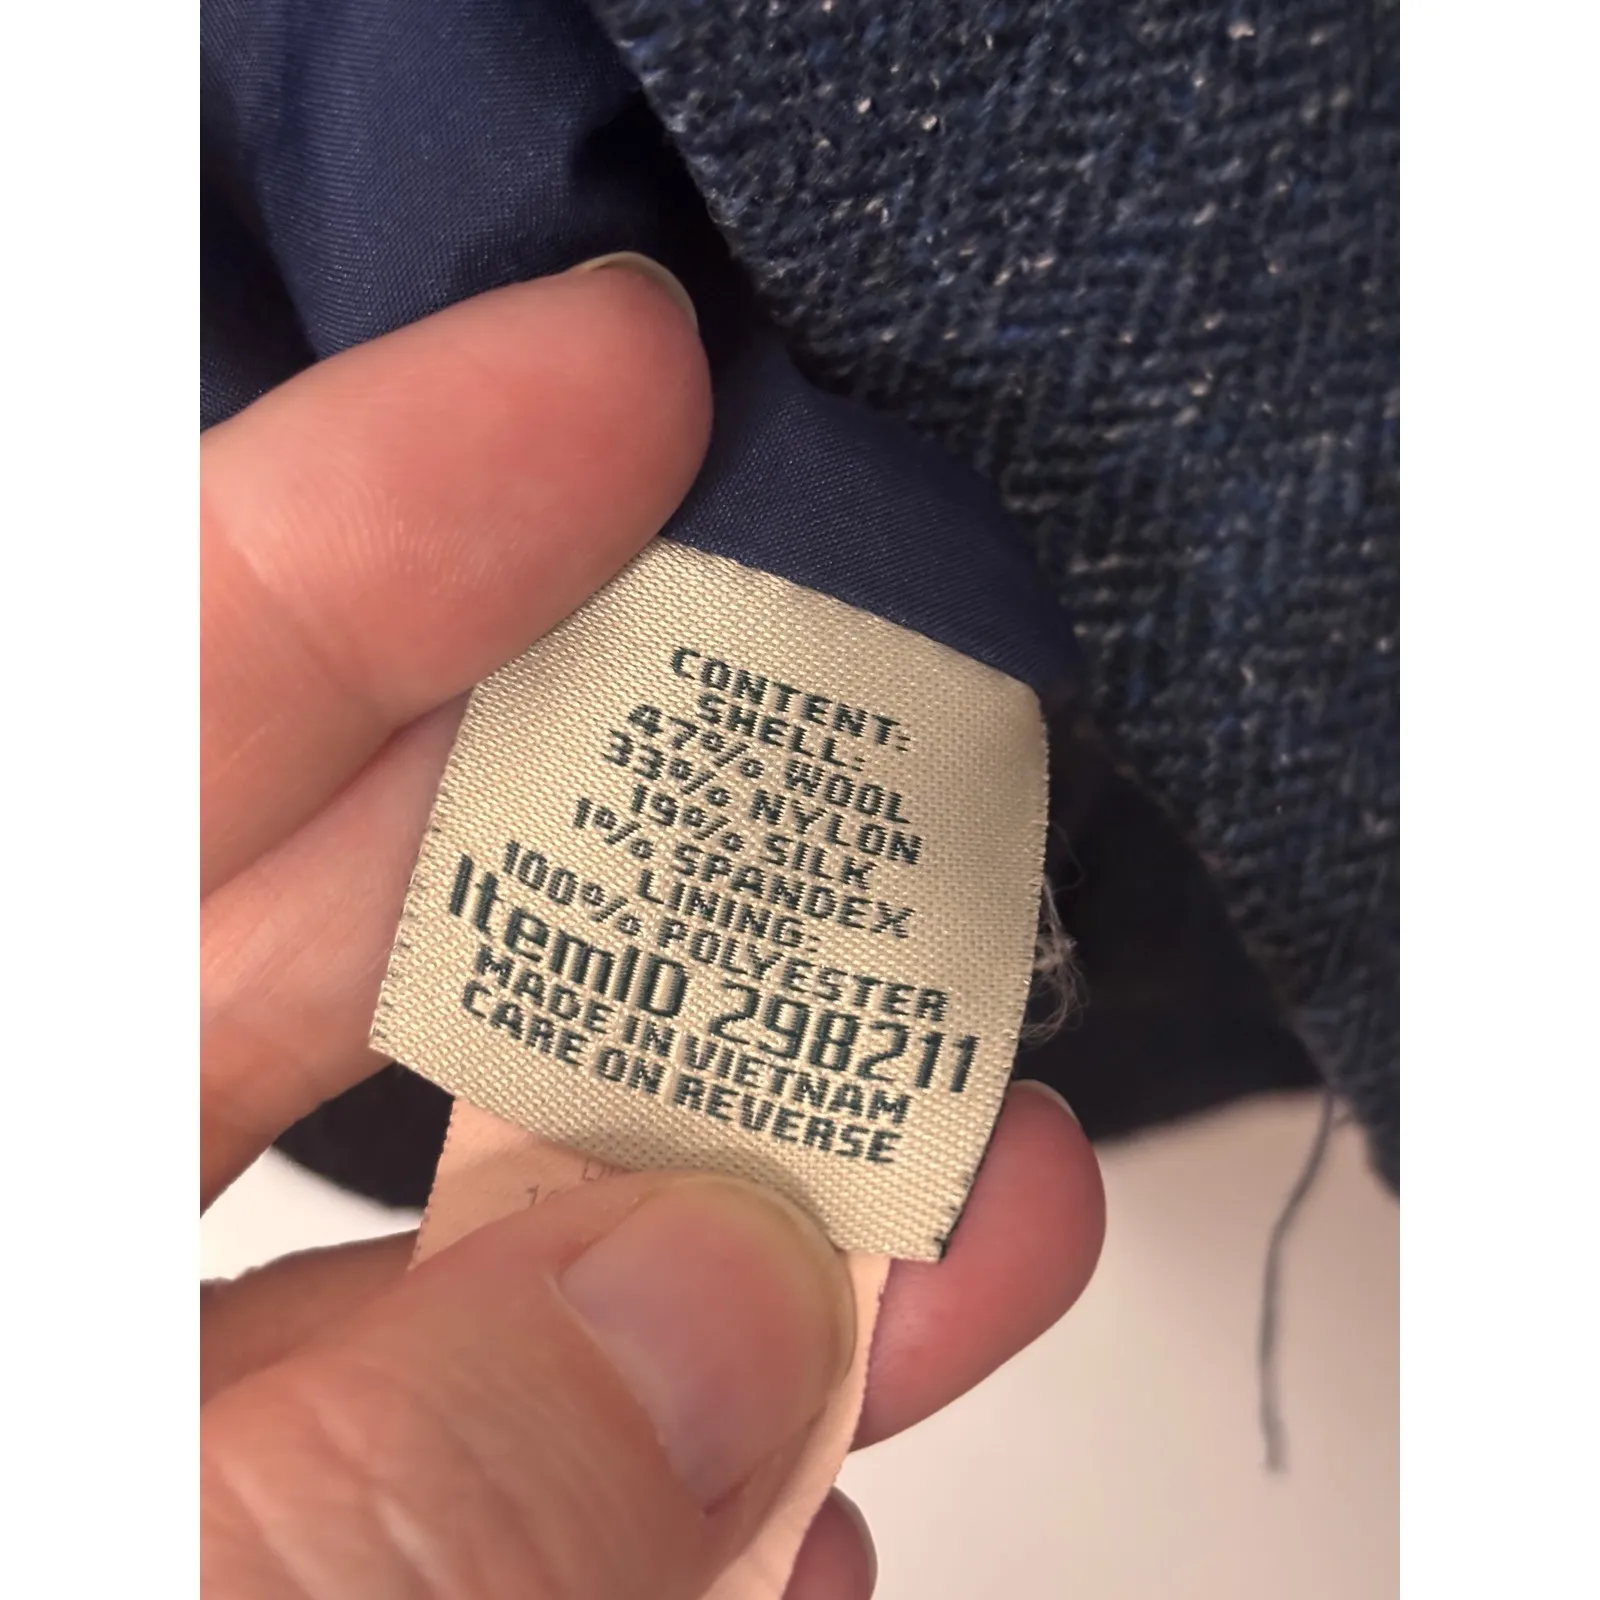 CONTENT:
SHELL:
47% WOOL
33% NYLON
19% SILK
1% SPANDEX
LINING:
100% POLYESTER
ItemID 298211
MADE IN VIETNAM
CARE ON REVERSE